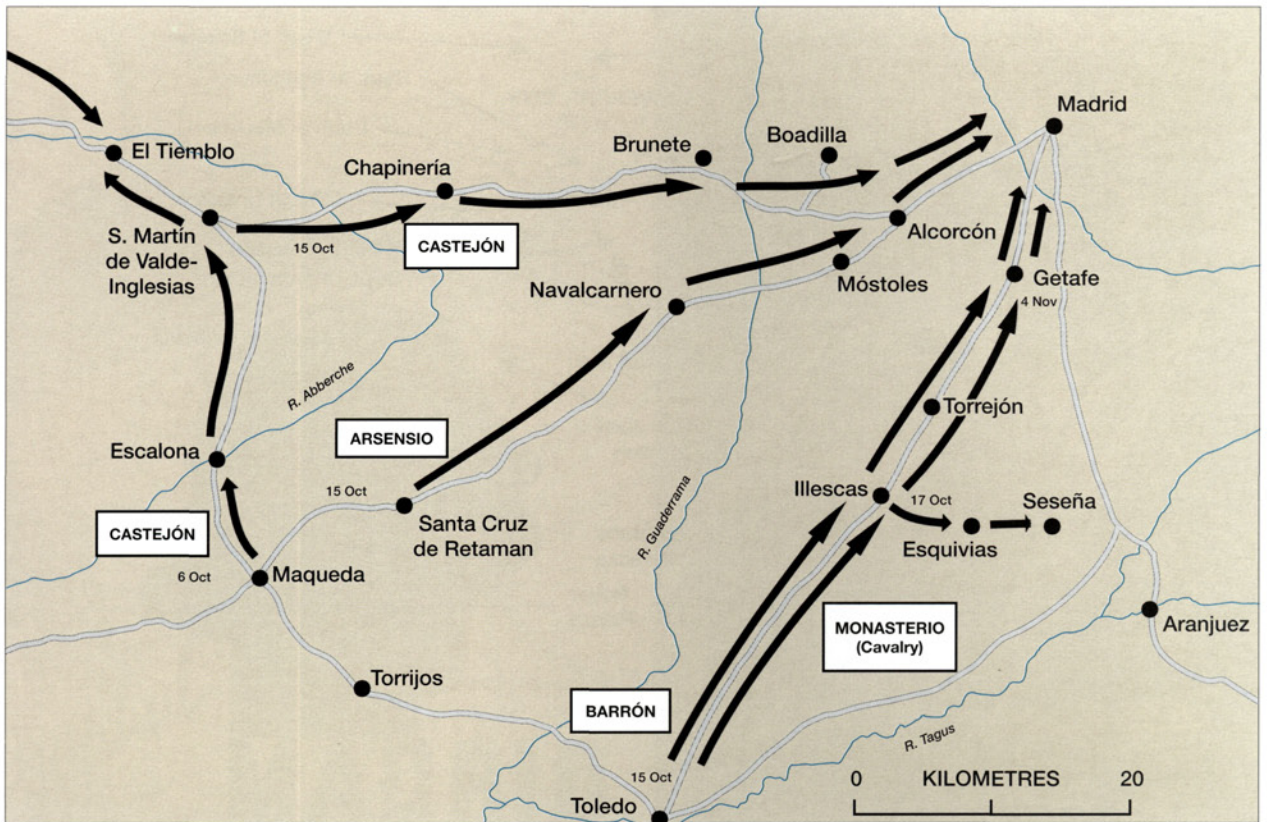 Madrid
El Tiemblo
Brunete
Boadilla
Chapinería
S. Martín
de Valde-
Inglesias
15 Oct
CASTEJÓN
Alcorcón
Navalcarnero
Móstoles
Getafe
4 Nov
R. Abberche
Torrejón
ARSENSIO
Escalona
15 Oct
Santa Cruz
de Retaman
Illescas
17 Oct
Seseña
Esquivias
R. Guaderrama
CASTEJÓN
6 Oct
Maqueda
MONASTERIO
(Cavalry)
Aranjuez
Torrijos
BARRÓN
R. Tagus
15 Oct
Toledo
0 KILOMETRES 20